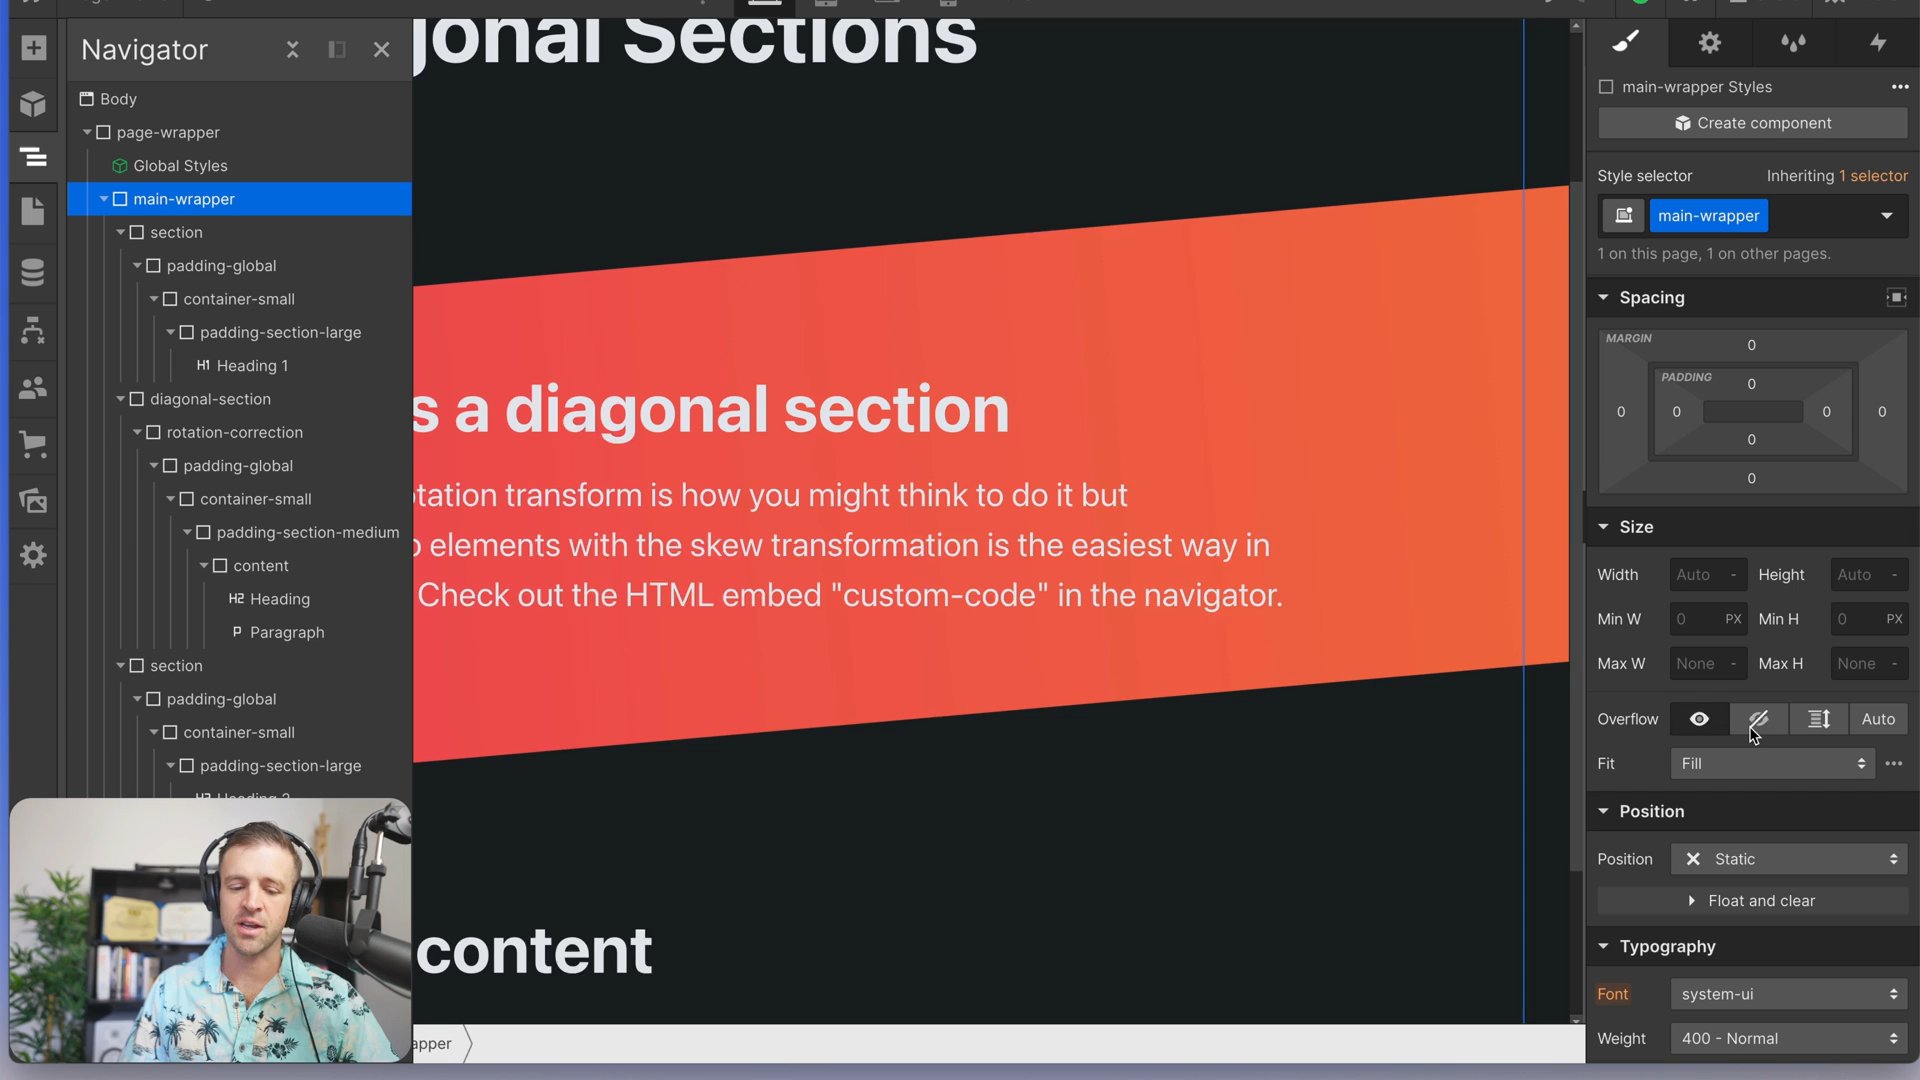 Navigator
Body
page-wrapper
Global Styles
main-wrapper
section
padding-global
container-small
padding-section-large
H1 Heading 1
diagonal-section
rotation-correction
padding-global
container-small
padding-section-medium
content
H2 Heading
P Paragraph
section
padding-global
container-small
padding-section-large
gonal Sections
s a diagonal section
otation transform is how you might think to do it but
elements with the skew transformation is the easiest way in
Check out the HTML embed "custom-code" in the navigator.
content
apper
main-wrapper Styles
Create component
Style selector
Inheriting 1 selector
main-wrapper
1 on this page, 1 on other pages.
Spacing
MARGIN
0
PADDING
0
0 0 0 0
0
0
Size
Width Auto - Height Auto -
Min W 0 PX Min H 0 PX
Max W None - Max H None -
Overflow Auto
Fit Fill
Position
Position Static
Float and clear
Typography
Font system-ui
Weight 400 - Normal